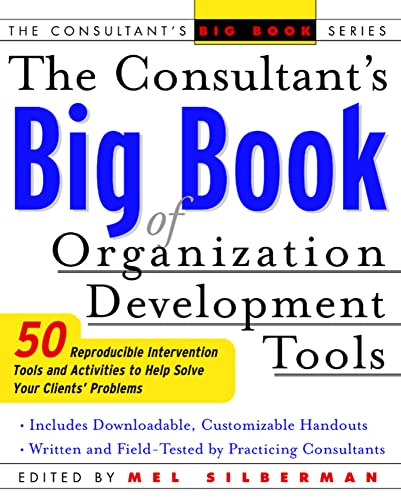 THE CONSULTANT'S BIG BOOK SERIES
The Consultant's
Big Book
of
Organization
Development
Tools
50 Reproducible Intervention
Tools and Activities to Help Solve
Your Clients' Problems
• Includes Downloadable, Customizable Handouts
• Written and Field-Tested by Practicing Consultants
EDITED BY MEL SILBERMAN